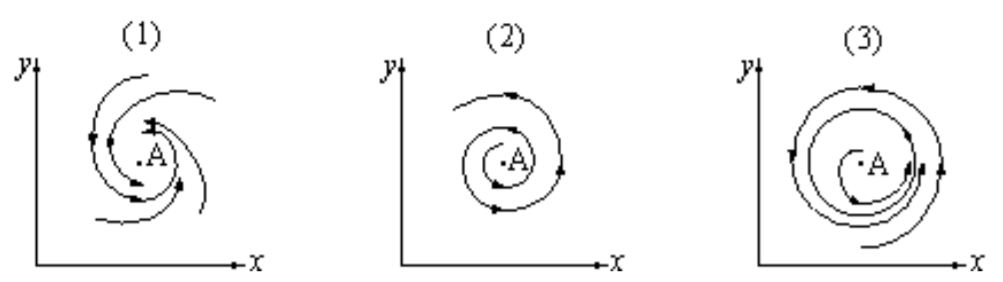 (1) (2) (3)
y y y
A A A
x x x